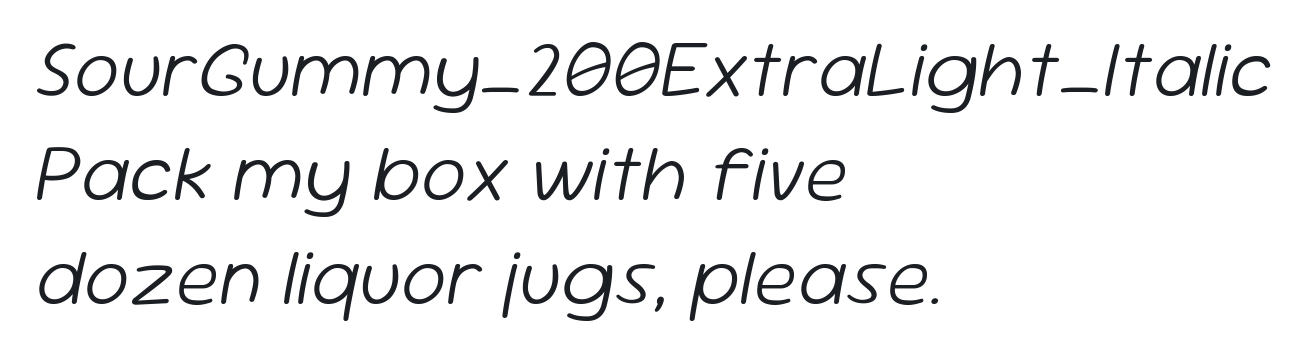 SourGummy_200ExtraLight_Italic
Pack my box with five
dozen liquor jugs, please.